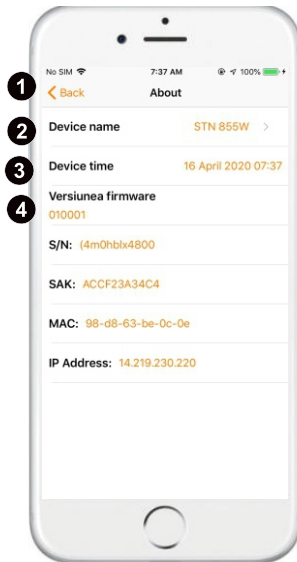 No SIM 7:37 AM 100%
1 Back About
2 Device name STN 855W
3 Device time 16 April 2020 07:37
4 Versiunea firmware
010001
S/N: (4m0hblx4800
SAK: ACCF23A34C4
MAC: 98-d8-63-be-0c-0e
IP Address: 14.219.230.220